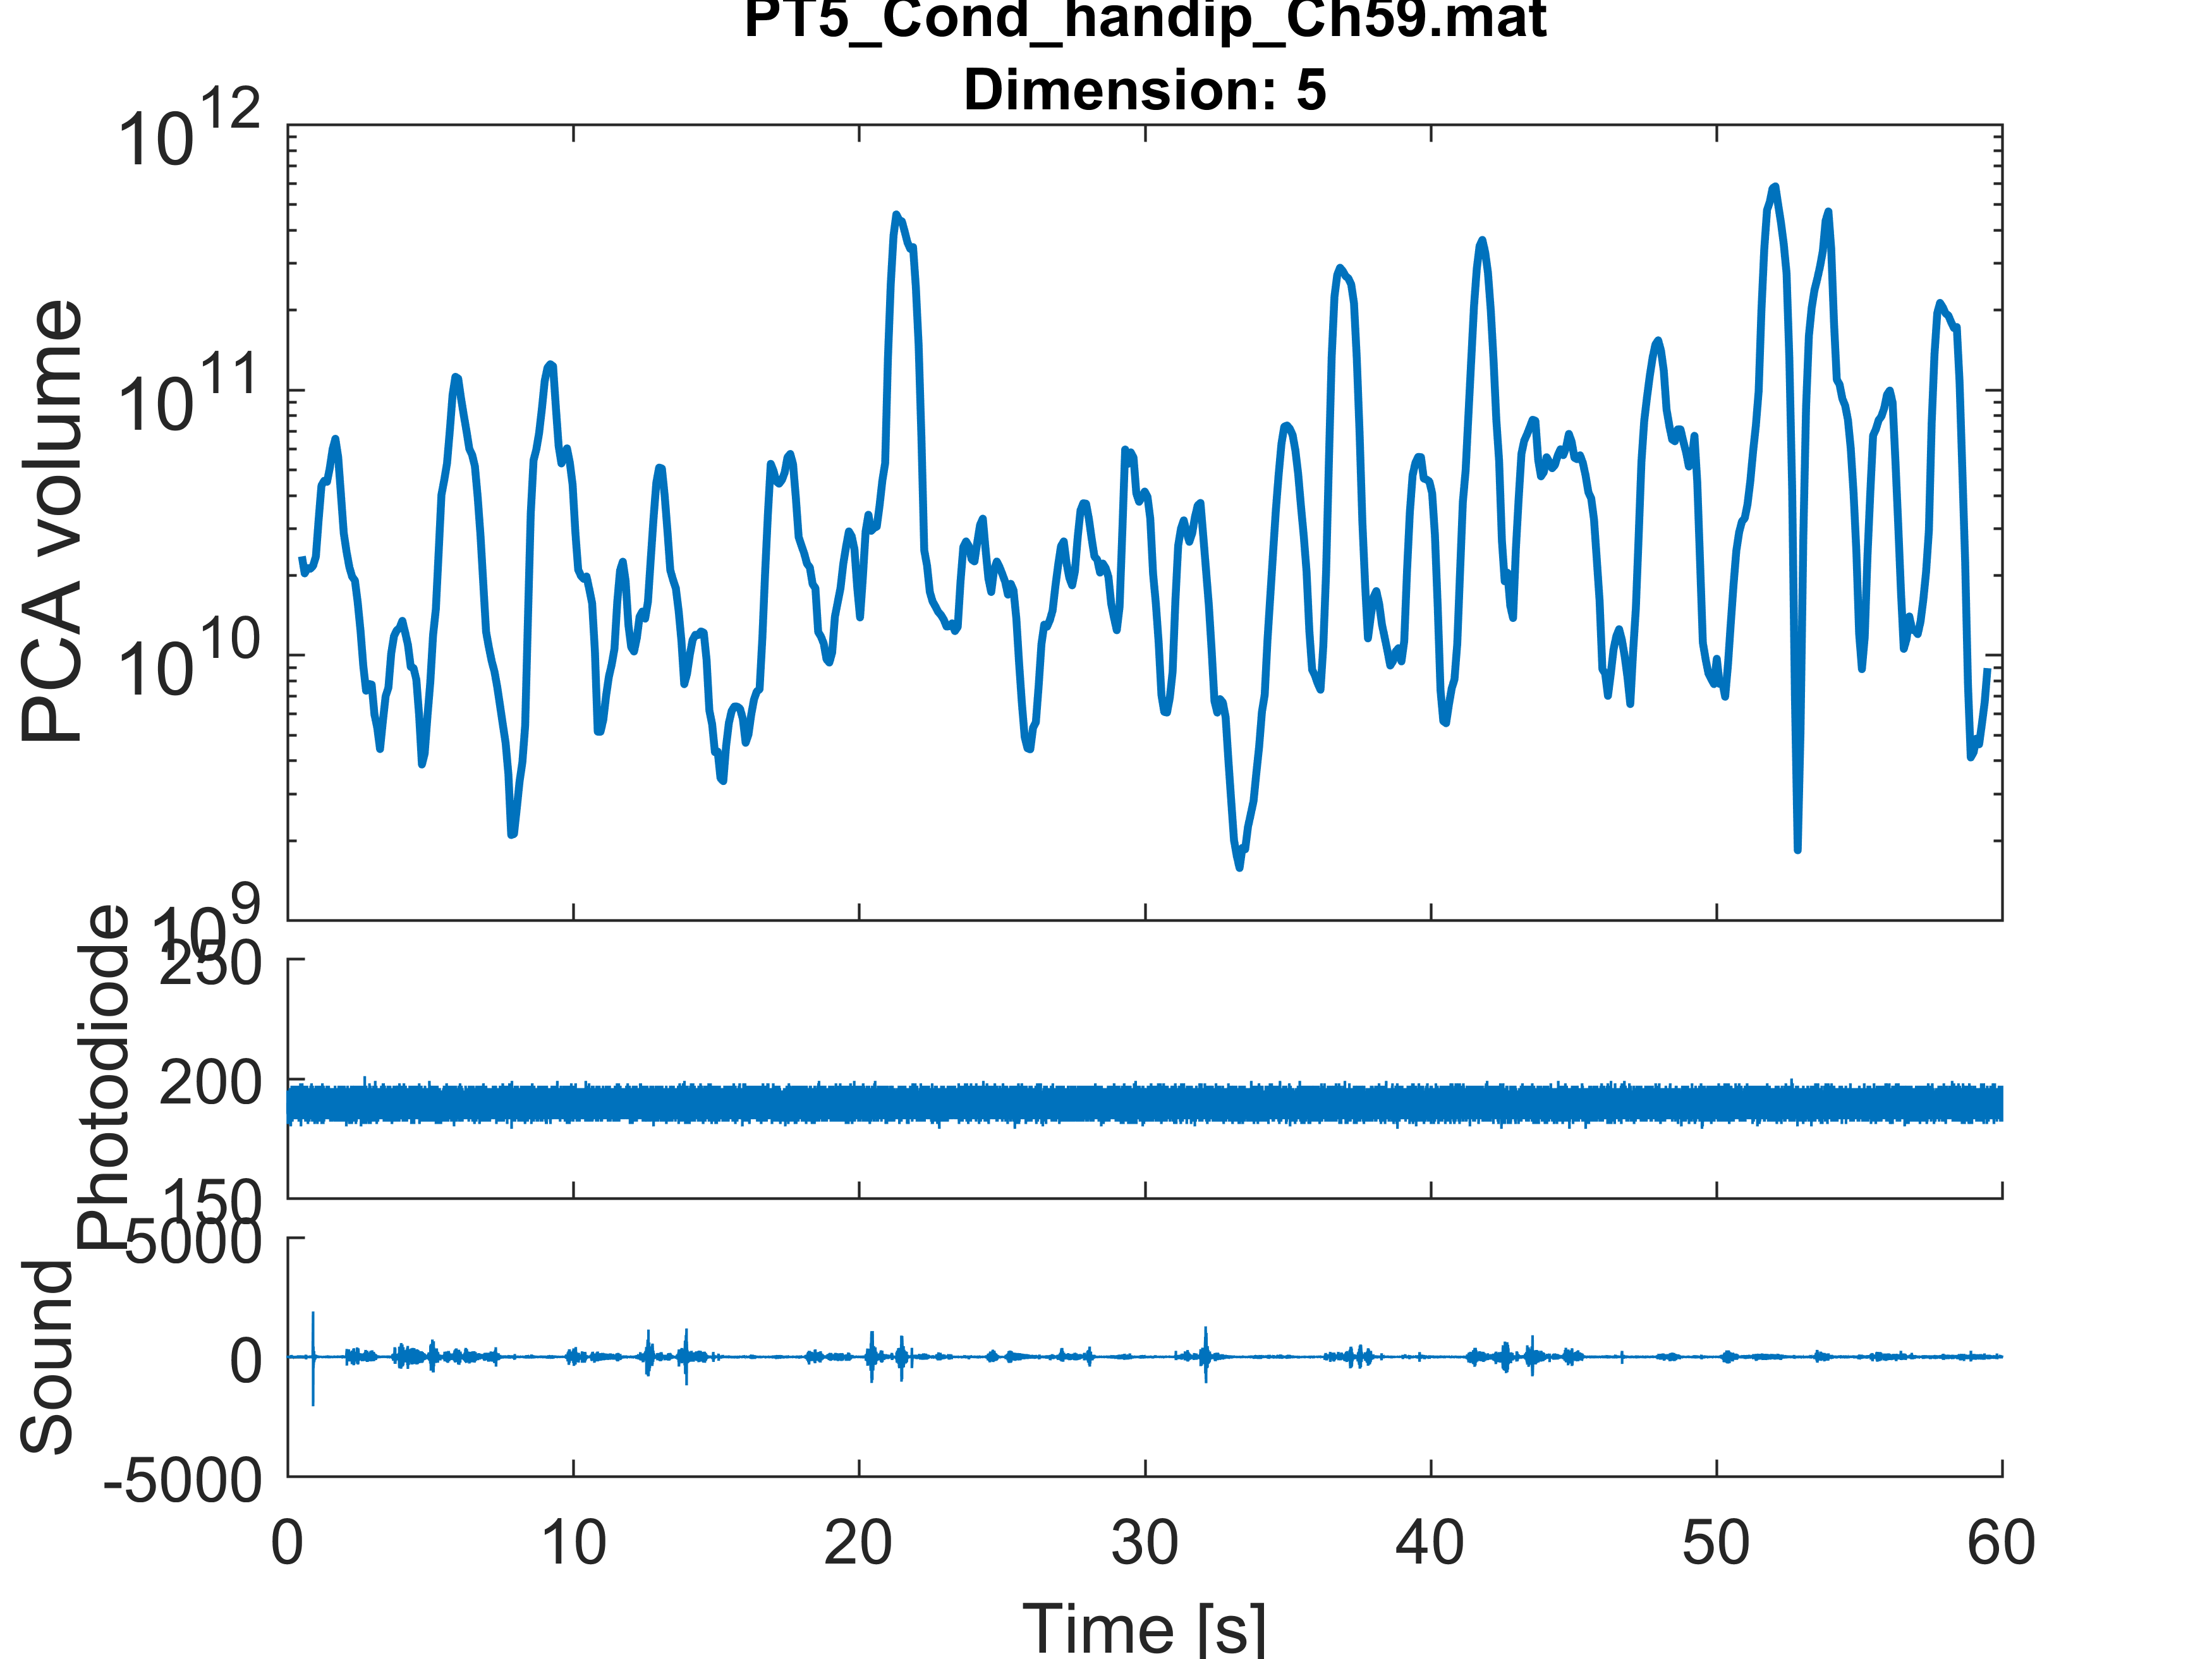 PT5_Cond_handip_Ch59.mat
Dimension: 5
PCA volume
10^12
10^11
10^10
10^9
Photodiode
250
200
150
Sound
5000
0
-5000
0 10 20 30 40 50 60
Time [s]